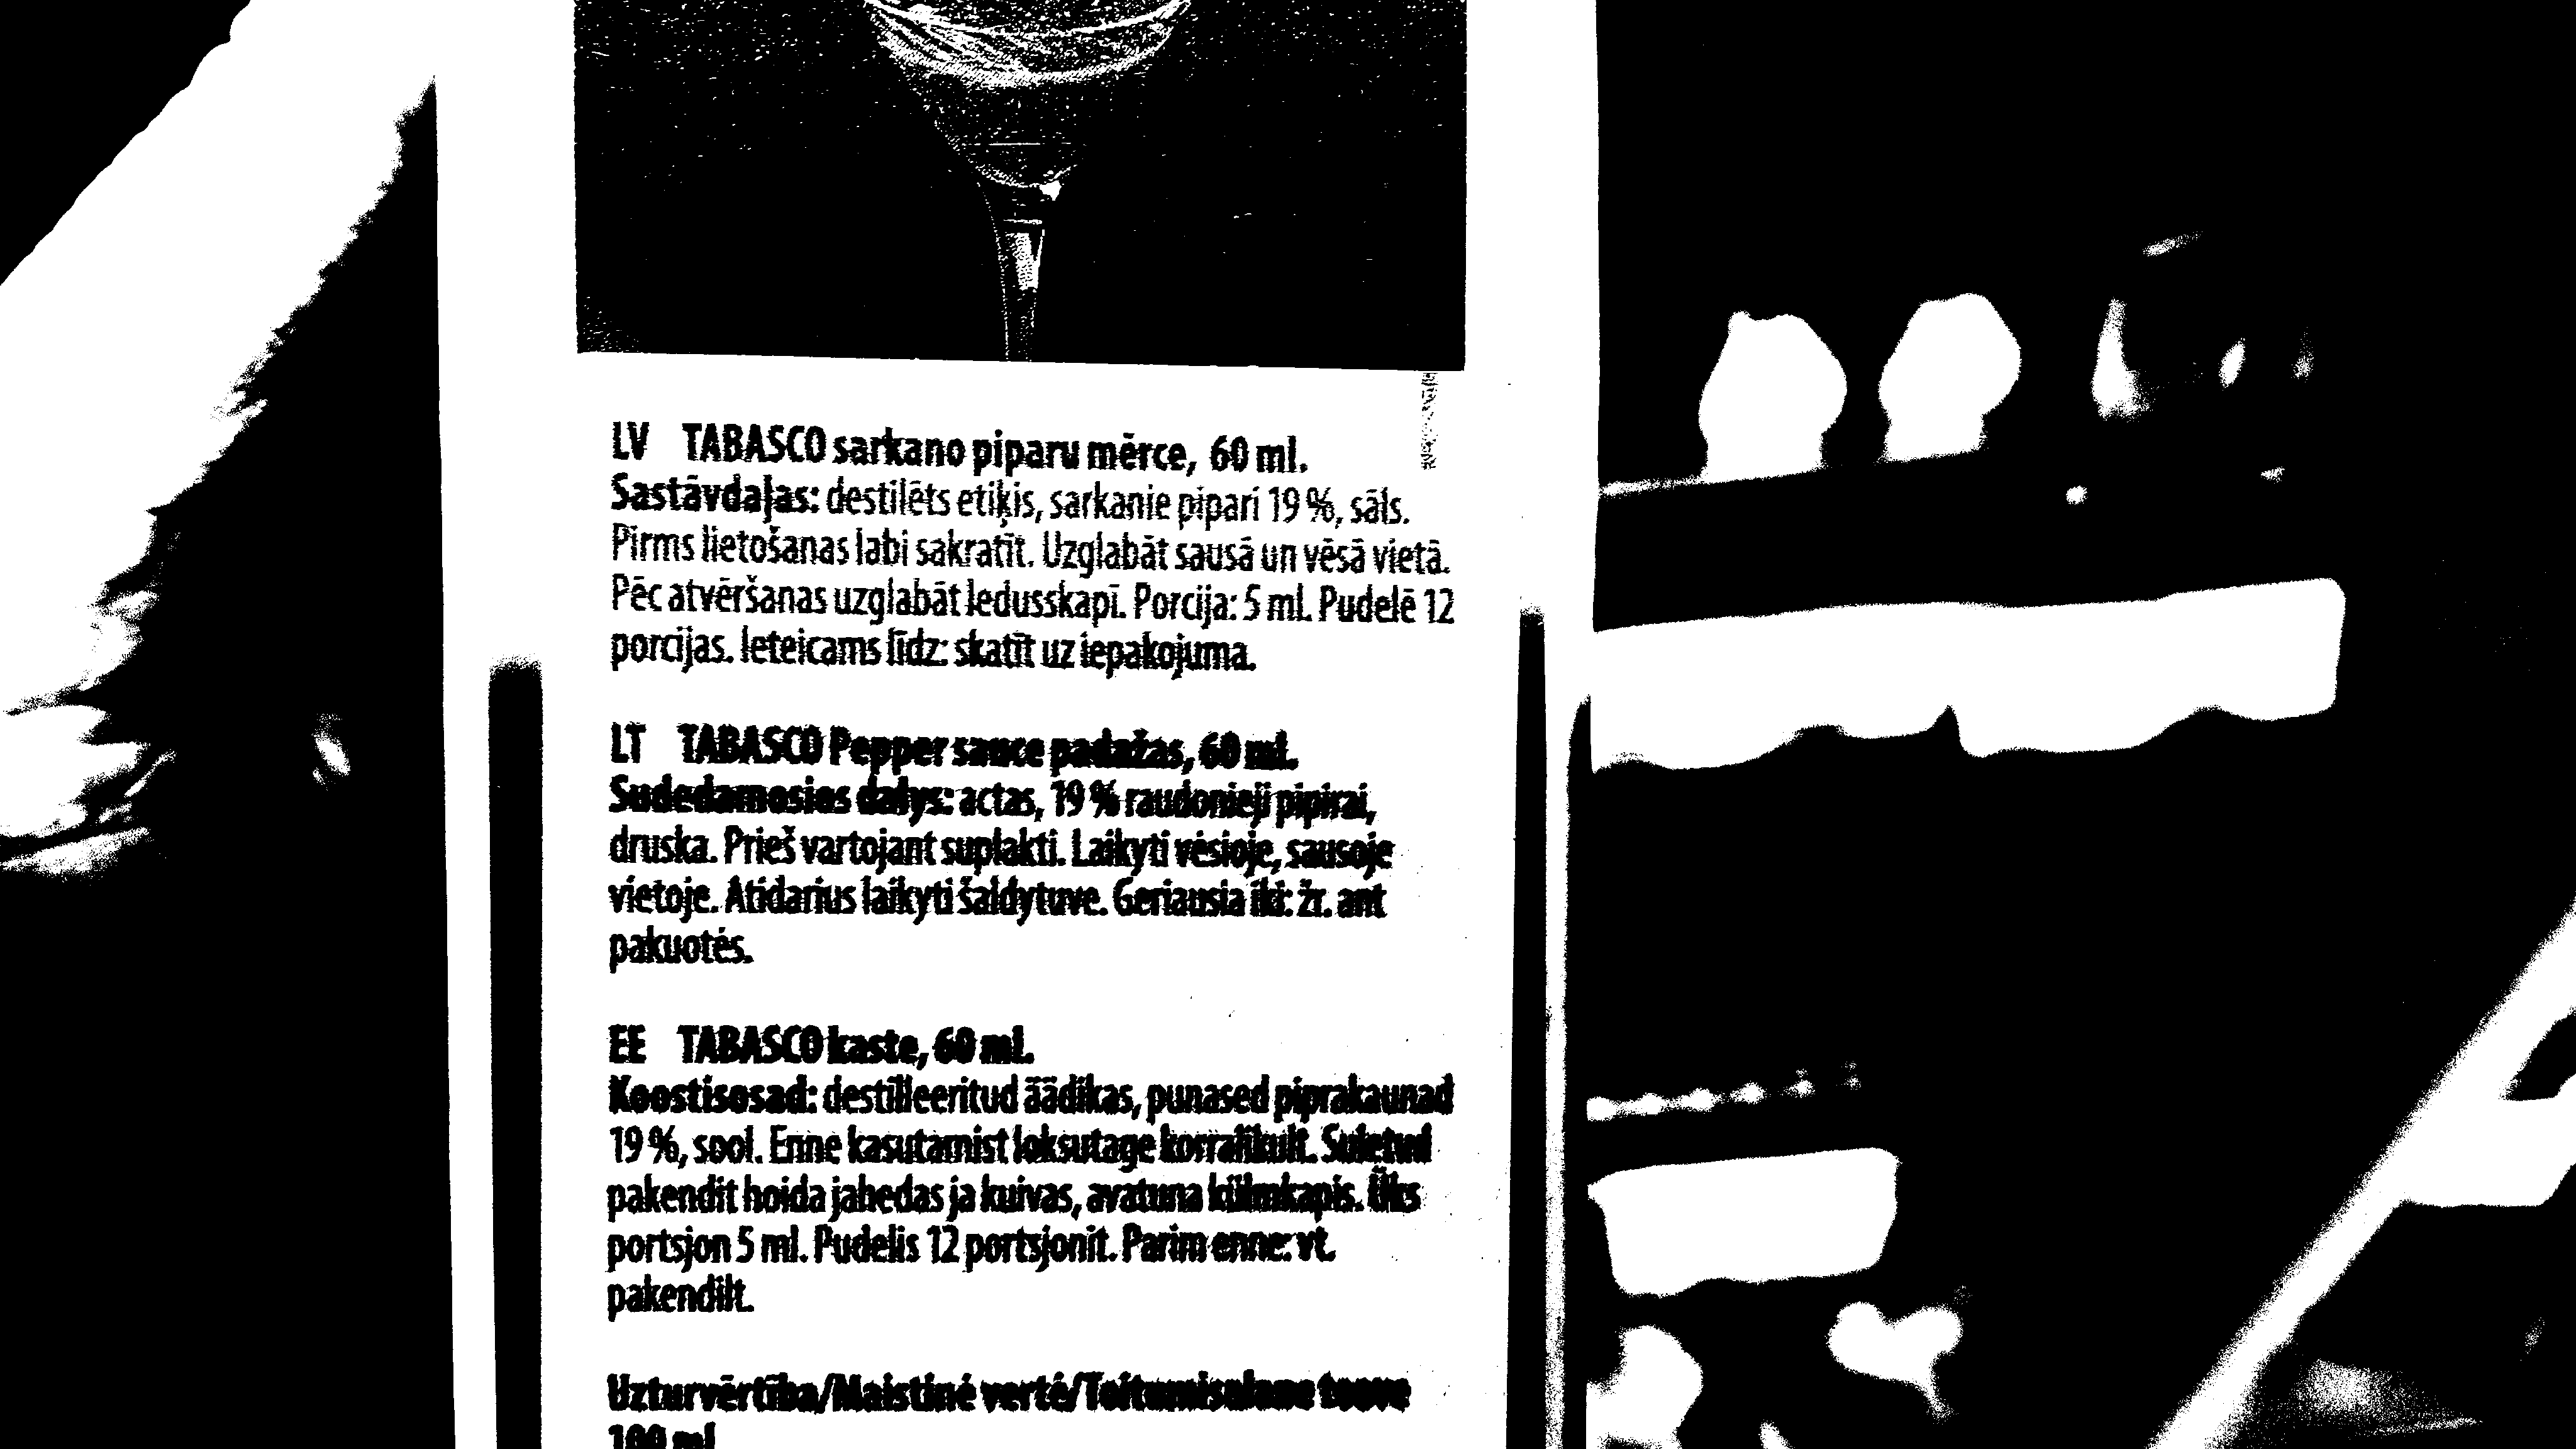 LV TABASCO sarkano piparu mērce, 60 ml.
Sastāvdaļas: destilēts etiķis, sarkanie pipari 19 %, sāls.
Pirms lietošanas labi sakratīt. Uzglabāt sausā un vēsā vietā.
Pēc atvēršanas uzglabāt ledusskapī. Porcija: 5 ml. Pudelē 12
porcijas. Ieteicams līdz: skatīt uz iepakojuma.
LT TABASCO Pepper sauce padažas, 60 ml.
Sudedamosios dalys: actas, 19 % raudonieji pipirai,
druska. Prieš vartojant suplakti. Laikyti vėsioje, sausoje
vietoje. Atidarius laikyti šaldytuve. Geriausia iki: žr. ant
pakuotės.
EE TABASCO kaste, 60 ml.
Koostisosad: destilleeritud äädikas, punased piprakaunad
19 %, sool. Enne kasutamist loksutage korralikult. Suletud
pakendit hoida jahedas ja kuivas, avatuna külmkapis. Üks
portsjon 5 ml. Pudelis 12 portsjonit. Parim enne: vt.
pakendilt.
Uzturvērtība/Maistinė vertė/Toitumisalane teave
100 ml